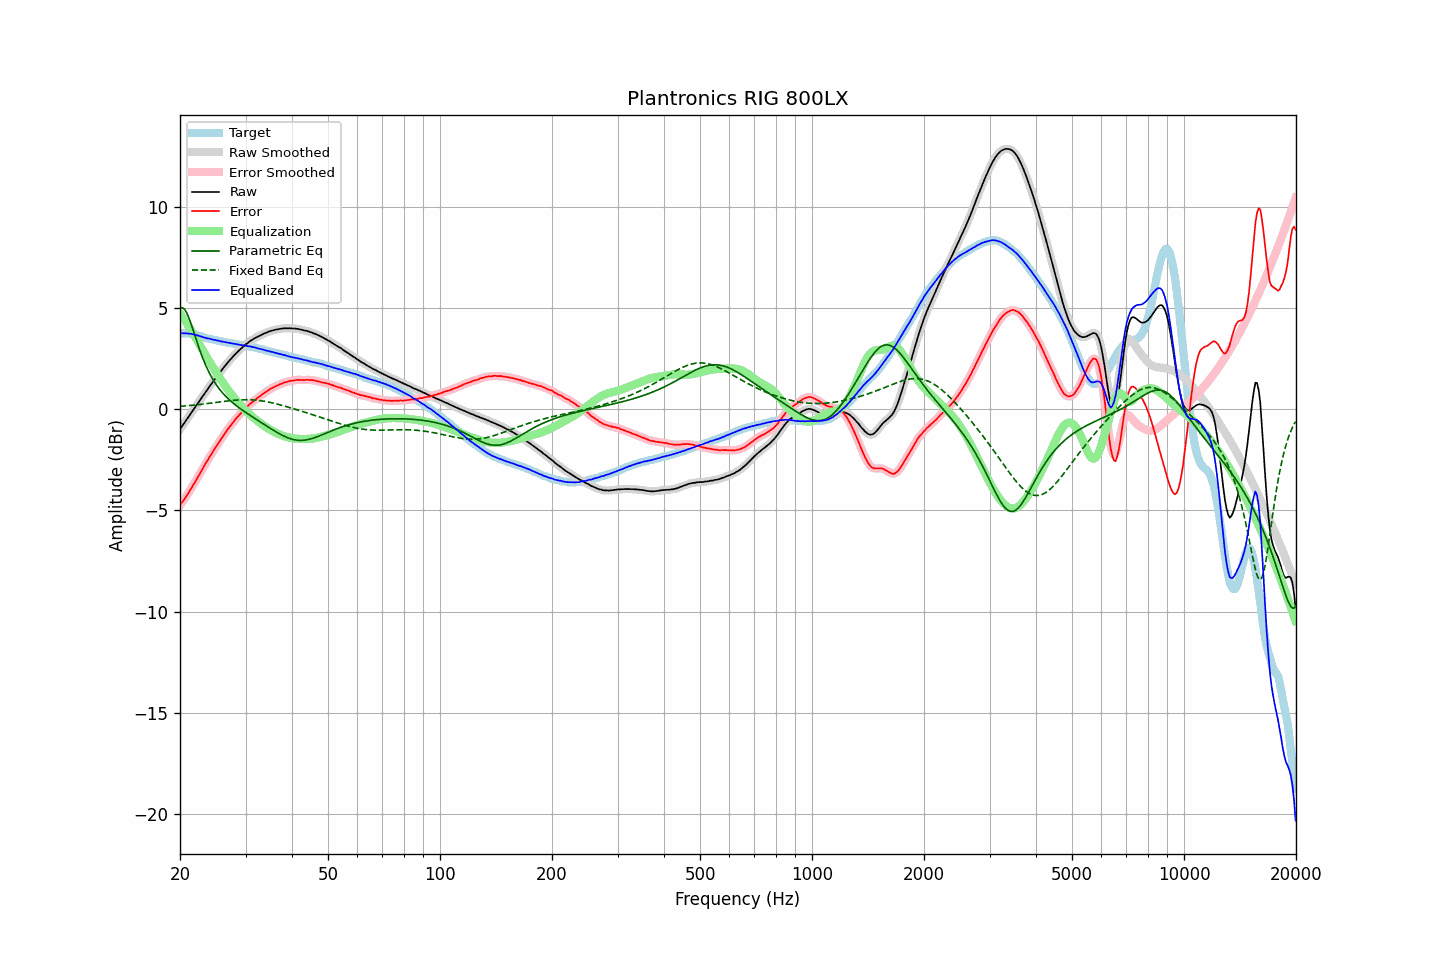 Plantronics RIG 800LX
Target
Raw Smoothed
Error Smoothed
Raw
Error
Equalization
Parametric Eq
Fixed Band Eq
Equalized
Amplitude (dBr)
10
5
0
−5
−10
−15
−20
20 50 100 200 500 1000 2000 5000 10000 20000
Frequency (Hz)